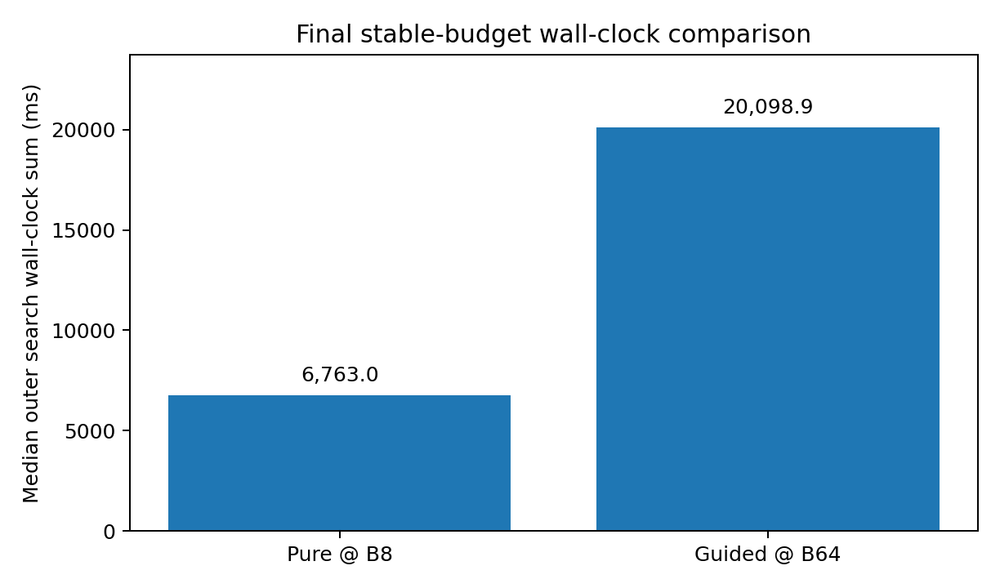 Final stable-budget wall-clock comparison
Median outer search wall-clock sum (ms)
20000
15000
10000
5000
0
6,763.0
20,098.9
Pure @ B8
Guided @ B64